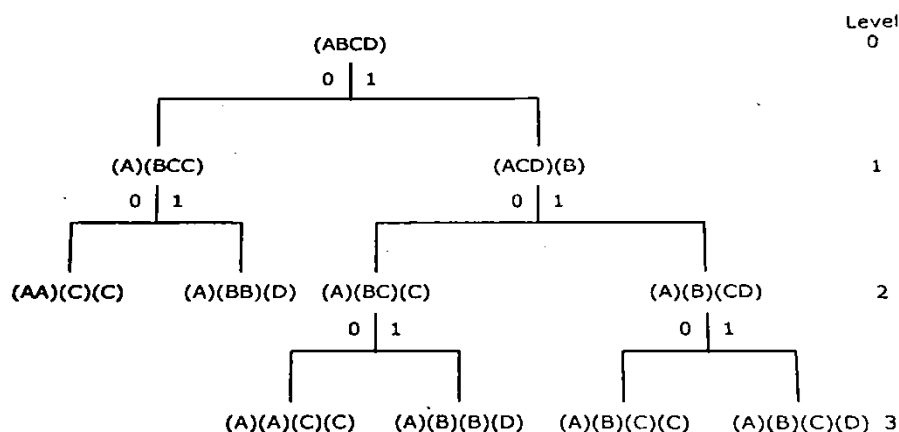 Level
(ABCD) 0
0 1
(A)(BCC) (ACD)(B) 1
0 1 0 1
(AA)(C)(C) (A)(BB)(D) (A)(BC)(C) (A)(B)(CD) 2
0 1 0 1
(A)(A)(C)(C) (A)(B)(B)(D) (A)(B)(C)(C) (A)(B)(C)(D) 3